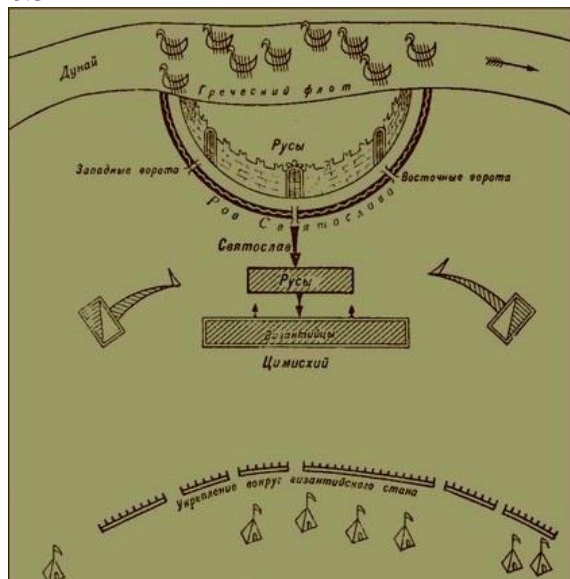 Дунай
Греческий флот
Русы
Западные ворота
Восточные ворота
Ров Святослава
Святослав
Русы
Византийцы
Цимисхий
Укрепление вокруг византийского стана